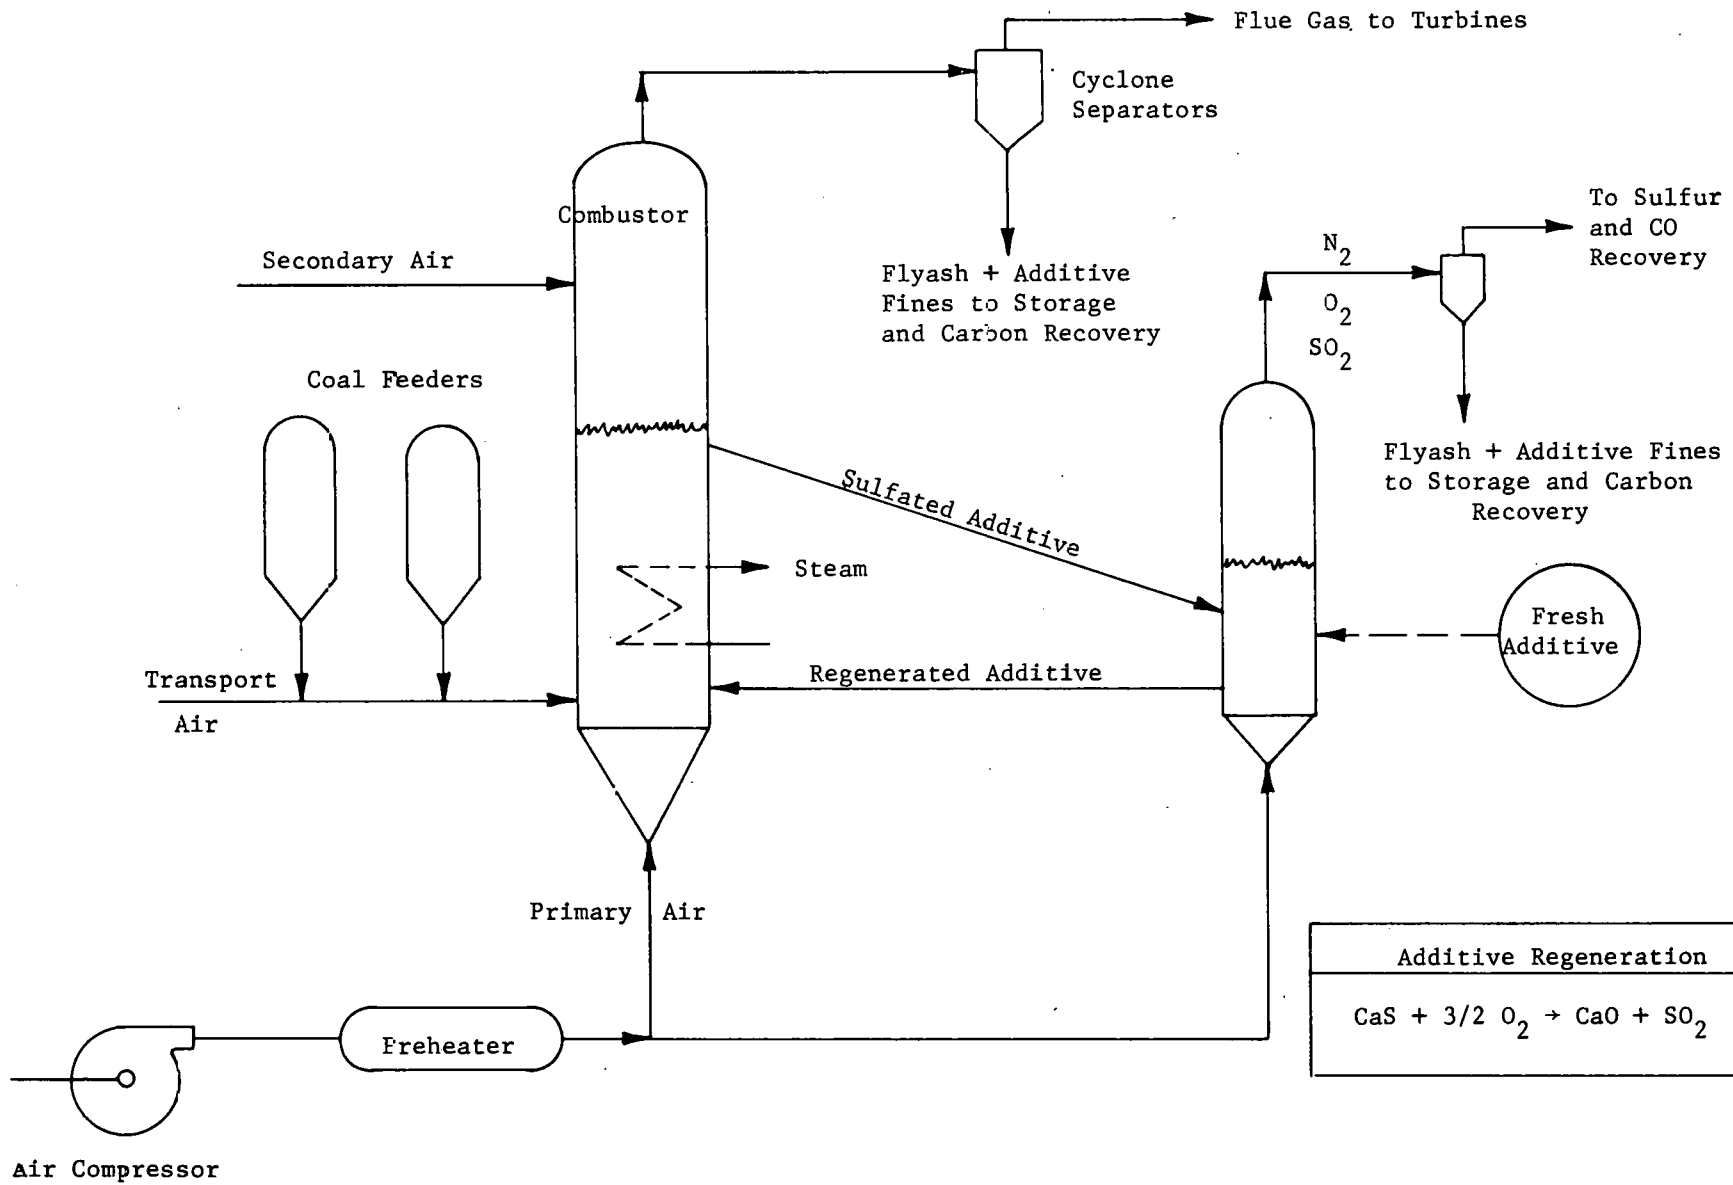 Flue Gas to Turbines
Cyclone
Separators
Combustor
To Sulfur
and CO
Recovery
Secondary Air
Flyash + Additive
Fines to Storage
and Carbon Recovery
N2
O2
SO2
Coal Feeders
Flyash + Additive Fines
to Storage and Carbon
Recovery
Sulfated Additive
Steam
Fresh
Additive
Regenerated Additive
Transport
Air
Primary Air
Additive Regeneration
CaS + 3/2 O2 → CaO + SO2
Preheater
Air Compressor